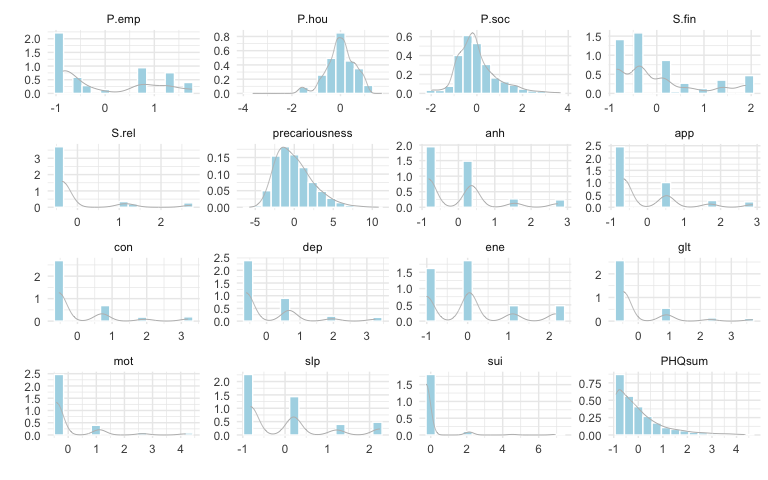 P.emp P.hou P.soc S.fin
2.0 1.5 1.0 0.5 0.0 0.8 0.6 0.4 0.2 0.0 0.6 0.4 0.2 0.0 1.5 1.0 0.5 0.0
-1 0 1 -4 -2 0 -2 0 2 4 -1 0 1 2
S.rel precariousness anh app
3 2 1 0 0.15 0.10 0.05 0.00 2.0 1.5 1.0 0.5 0.0 2.5 2.0 1.5 1.0 0.5 0.0
0 1 2 -5 0 5 10 -1 0 1 2 3 -1 0 1 2 3
con dep ene glt
2 1 0 2.5 2.0 1.5 1.0 0.5 0.0 1.5 1.0 0.5 0.0 2 1 0
0 1 2 3 0 1 2 3 -1 0 1 2 0 1 2 3
mot slp sui PHQsum
2.5 2.0 1.5 1.0 0.5 0.0 2.0 1.5 1.0 0.5 0.0 1.5 1.0 0.5 0.0 0.75 0.50 0.25 0.00
0 1 2 3 4 -1 0 1 2 0 2 4 6 -1 0 1 2 3 4